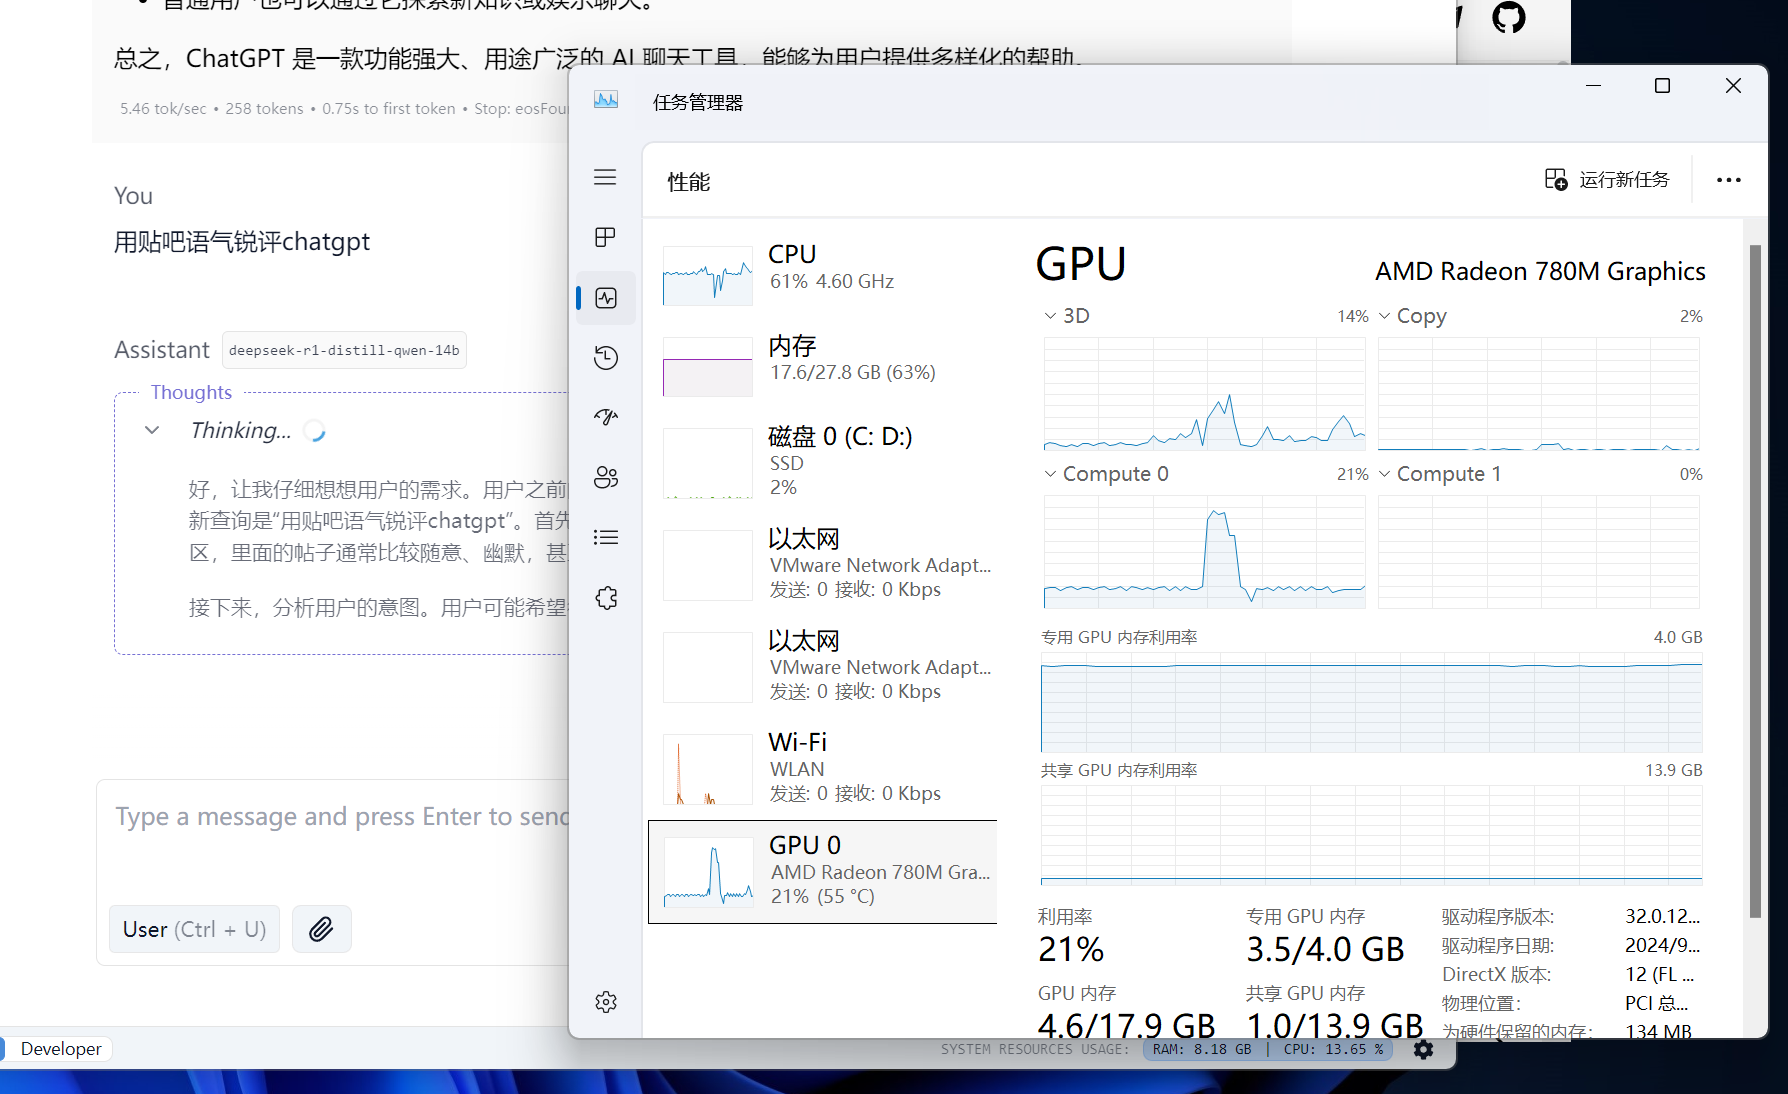 普通用户也可以通过它探索新知识或娱乐聊天。
总之，ChatGPT 是一款功能强大、用途广泛的 AI 聊天工具，能够为用户提供多样化的帮助。
5.46 tok/sec • 258 tokens • 0.75s to first token • Stop: eosFou
You
用贴吧语气锐评chatgpt
Assistant deepseek-r1-distill-qwen-14b
Thoughts
Thinking...
好，让我仔细想想用户的需求。用户之前
新查询是“用贴吧语气锐评chatgpt”。首先
区，里面的帖子通常比较随意、幽默，甚
接下来，分析用户的意图。用户可能希望
Type a message and press Enter to send
User (Ctrl + U)
Developer
SYSTEM RESOURCES USAGE: RAM: 8.18 GB | CPU: 13.65 %
任务管理器
性能
运行新任务
CPU
61% 4.60 GHz
内存
17.6/27.8 GB (63%)
磁盘 0 (C: D:)
SSD
2%
以太网
VMware Network Adapt...
发送: 0 接收: 0 Kbps
以太网
VMware Network Adapt...
发送: 0 接收: 0 Kbps
Wi-Fi
WLAN
发送: 0 接收: 0 Kbps
GPU 0
AMD Radeon 780M Gra...
21% (55 °C)
GPU
AMD Radeon 780M Graphics
3D 14%
Copy 2%
Compute 0 21%
Compute 1 0%
专用 GPU 内存利用率 4.0 GB
共享 GPU 内存利用率 13.9 GB
利用率
21%
专用 GPU 内存
3.5/4.0 GB
GPU 内存
4.6/17.9 GB
共享 GPU 内存
1.0/13.9 GB
驱动程序版本: 32.0.12...
驱动程序日期: 2024/9...
DirectX 版本: 12 (FL ...
物理位置: PCI 总...
为硬件保留的内存: 134 MB